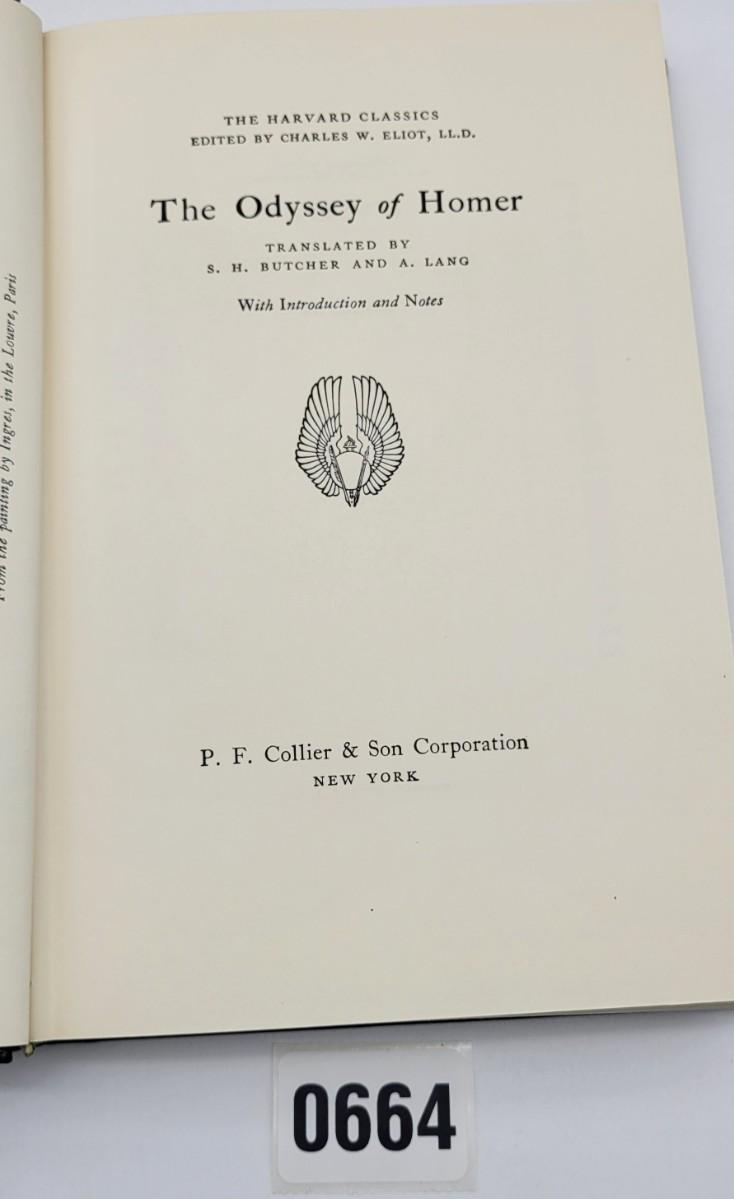 From the painting by Ingres, in the Louvre, Paris
THE HARVARD CLASSICS
EDITED BY CHARLES W. ELIOT, LL.D.
The Odyssey of Homer
TRANSLATED BY
S. H. BUTCHER AND A. LANG
With Introduction and Notes
P. F. Collier & Son Corporation
NEW YORK
0664